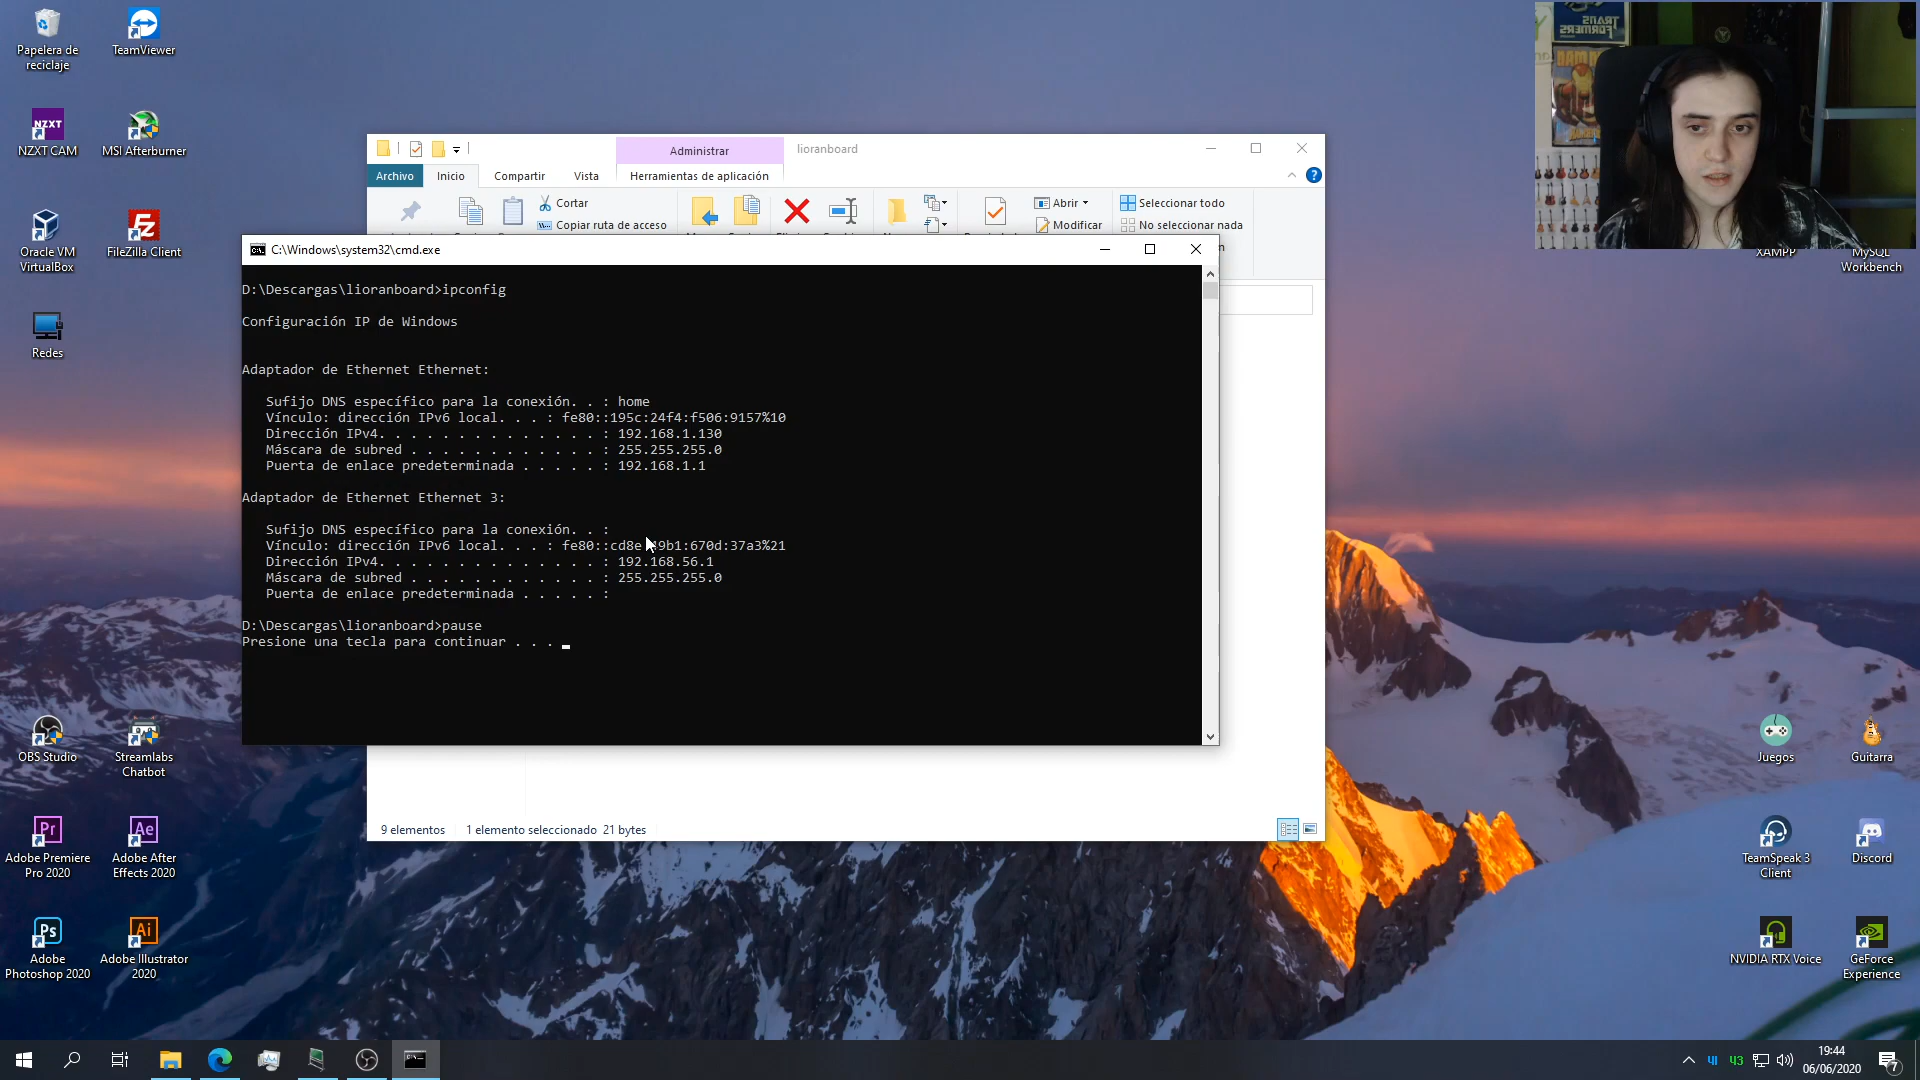 Papelera de
reciclaje
TeamViewer
NZXT CAM
MSI Afterburner
Oracle VM
VirtualBox
FileZilla Client
Redes
OBS Studio
Streamlabs
Chatbot
Adobe Premiere
Pro 2020
Adobe After
Effects 2020
Adobe
Photoshop 2020
Adobe Illustrator
2020
Administrar
lioranboard
Archivo
Inicio
Compartir
Vista
Herramientas de aplicación
Cortar
Copiar ruta de acceso
Abrir
Modificar
Seleccionar todo
No seleccionar nada
C:\Windows\system32\cmd.exe
D:\Descargas\lioranboard>ipconfig
Configuración IP de Windows
Adaptador de Ethernet Ethernet:
Sufijo DNS específico para la conexión. . : home
Vínculo: dirección IPv6 local. . . : fe80::195c:24f4:f506:9157%10
Dirección IPv4. . . . . . . . . . . . . . : 192.168.1.130
Máscara de subred . . . . . . . . . . . . : 255.255.255.0
Puerta de enlace predeterminada . . . . . : 192.168.1.1
Adaptador de Ethernet Ethernet 3:
Sufijo DNS específico para la conexión. . :
Vínculo: dirección IPv6 local. . . : fe80::cd8e 9b1:670d:37a3%21
Dirección IPv4. . . . . . . . . . . . . . : 192.168.56.1
Máscara de subred . . . . . . . . . . . . : 255.255.255.0
Puerta de enlace predeterminada . . . . . :
D:\Descargas\lioranboard>pause
Presione una tecla para continuar . . .
9 elementos
1 elemento seleccionado 21 bytes
XAMPP
MySQL
Workbench
Juegos
Guitarra
TeamSpeak 3
Client
Discord
NVIDIA RTX Voice
GeForce
Experience
41
43
19:44
06/06/2020
7